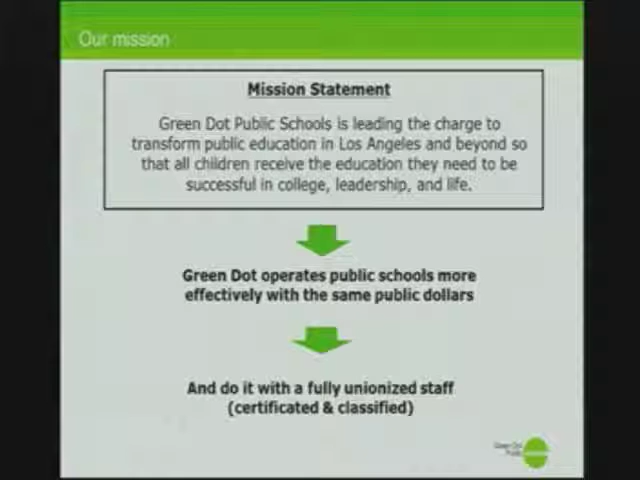 Our mission
Mission Statement
Green Dot Public Schools is leading the charge to
transform public education in Los Angeles and beyond so
that all children receive the education they need to be
successful in college, leadership, and life.
Green Dot operates public schools more
effectively with the same public dollars
And do it with a fully unionized staff
(certificated & classified)
Green Dot
Public